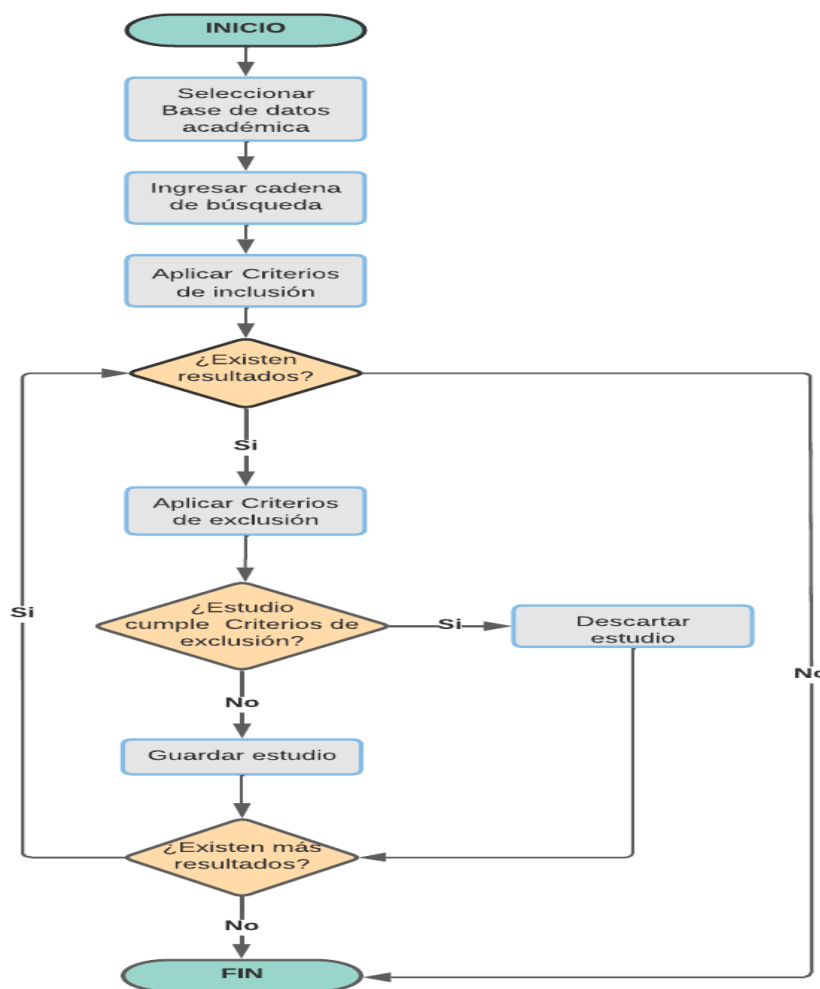 INICIO
Seleccionar
Base de datos
académica
Ingresar cadena
de búsqueda
Aplicar Criterios
de inclusión
¿Existen
resultados?
Si
Aplicar Criterios
de exclusión
¿Estudio
cumple Criterios de
exclusión?
Si
Descartar
estudio
Si
No
No
Guardar estudio
¿Existen más
resultados?
No
FIN